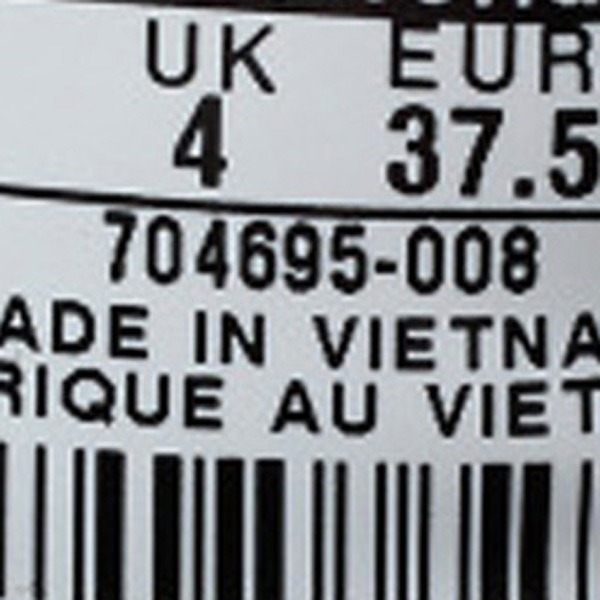 UK EUR
4 37.5
704695-008
ADE IN VIETNA
RIQUE AU VIET